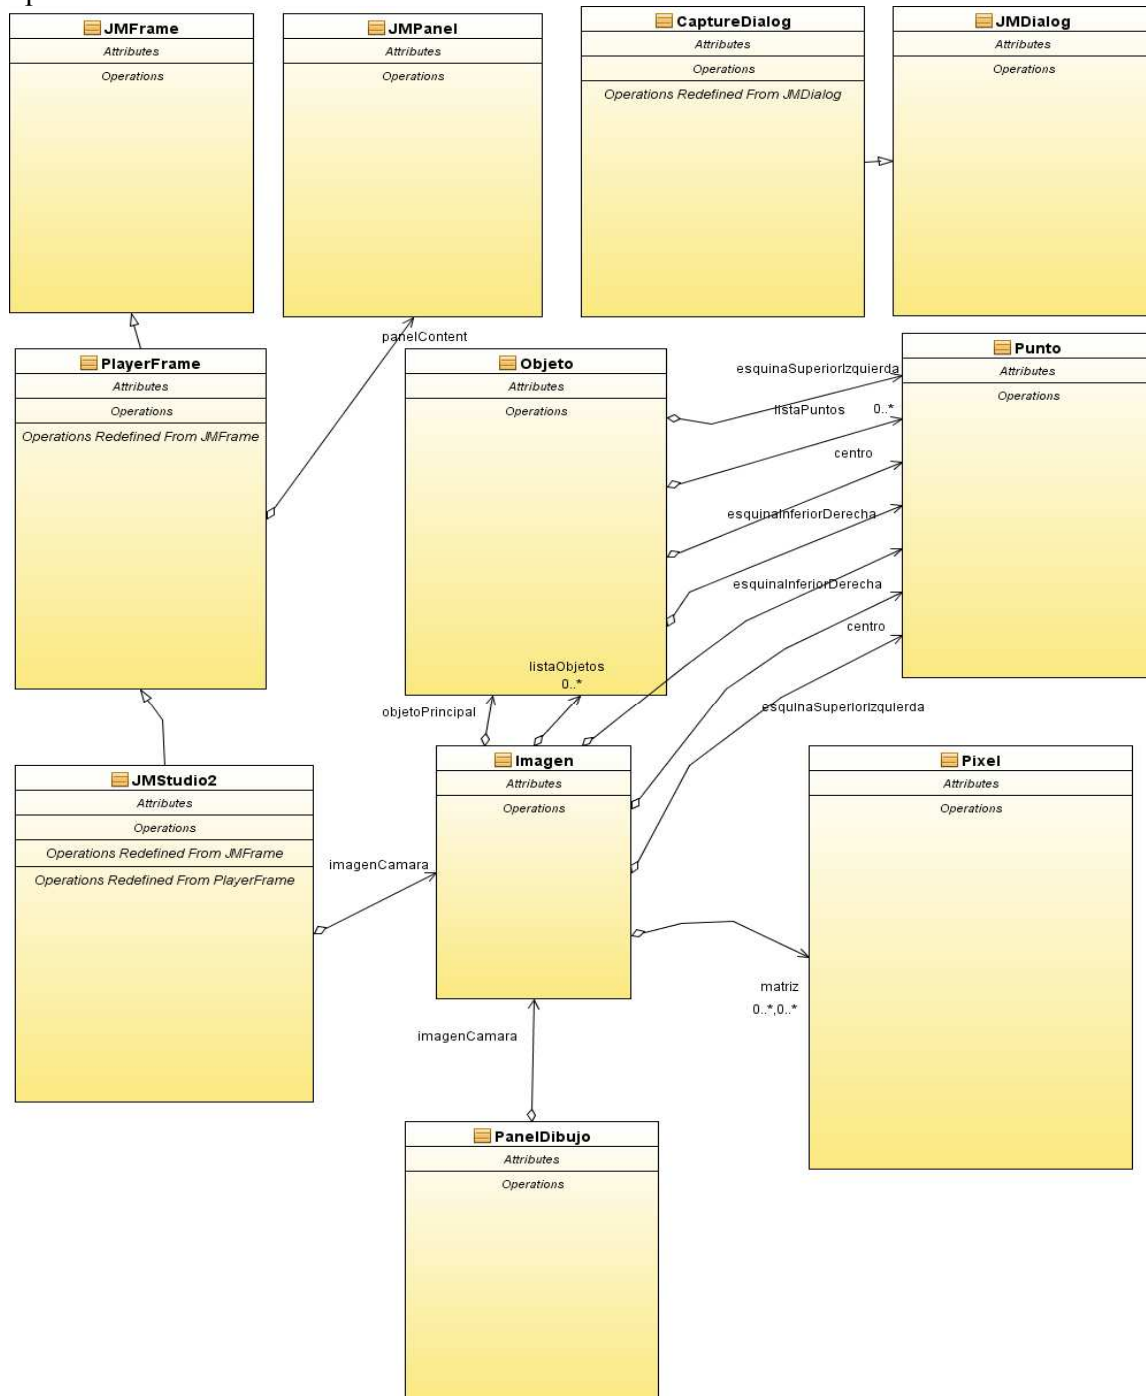 JMFrame
Attributes
Operations
JMPanel
Attributes
Operations
CaptureDialog
Attributes
Operations
Operations Redefined From JMDialog
JMDialog
Attributes
Operations
panelContent
PlayerFrame
Attributes
Operations
Operations Redefined From JMFrame
Objeto
Attributes
Operations
Punto
Attributes
Operations
esquinaSuperiorIzquierda
listaPuntos
0..*
centro
esquinaInferiorDerecha
esquinaInferiorDerecha
centro
esquinaSuperiorIzquierda
listaObjetos
0..*
objetoPrincipal
JMStudio2
Attributes
Operations
Operations Redefined From JMFrame
Operations Redefined From PlayerFrame
imagenCamara
Imagen
Attributes
Operations
Pixel
Attributes
Operations
matriz
0..*,0..*
imagenCamara
PanelDibujo
Attributes
Operations